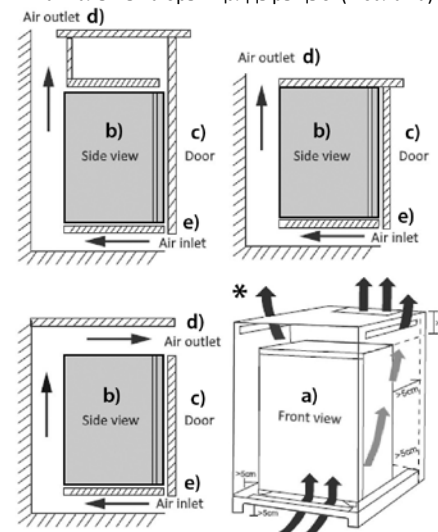 Air outlet d)
b)
Side view
c)
Door
e)
Air inlet
Air outlet d)
b)
Side view
c)
Door
e)
Air inlet
d)
Air outlet
b)
Side view
c)
Door
e)
Air inlet
*
a)
Front view
>5cm
>5cm
>5cm
>5cm